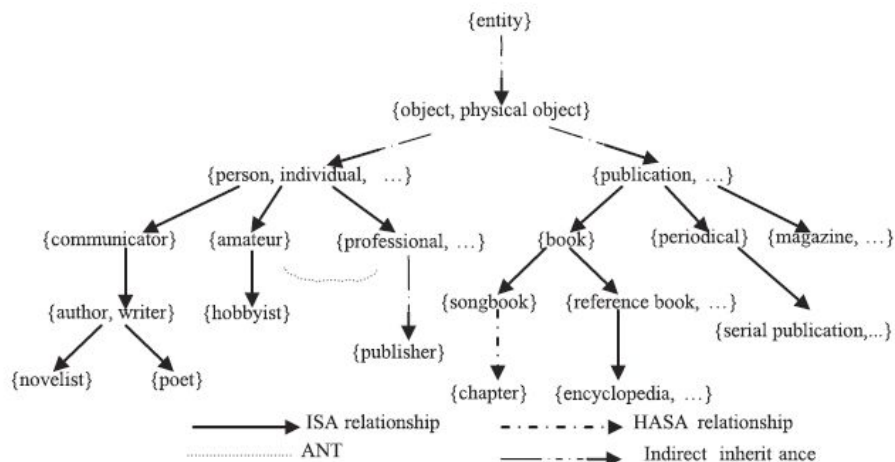 {entity}
{object, physical object}
{person, individual, ...} {publication, ...}
{communicator} {amateur} {professional, ...} {book} {periodical} {magazine, ...}
{author, writer} {hobbyist} {songbook} {reference book, ...} {serial publication,...}
{publisher}
{novelist} {poet} {chapter} {encyclopedia, ...}
ISA relationship HASA relationship
ANT Indirect inherit ance